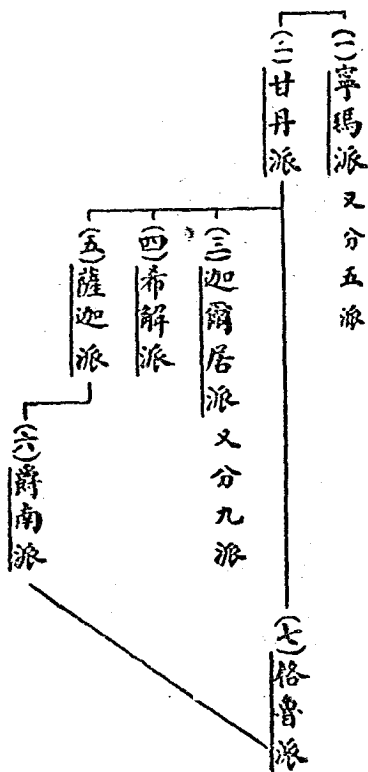 (一)寧瑪派 又分五派
(二)甘丹派
(三)迦爾居派 又分九派
(四)希解派
(五)薩迦派
(六)爵南派
(七)格魯派